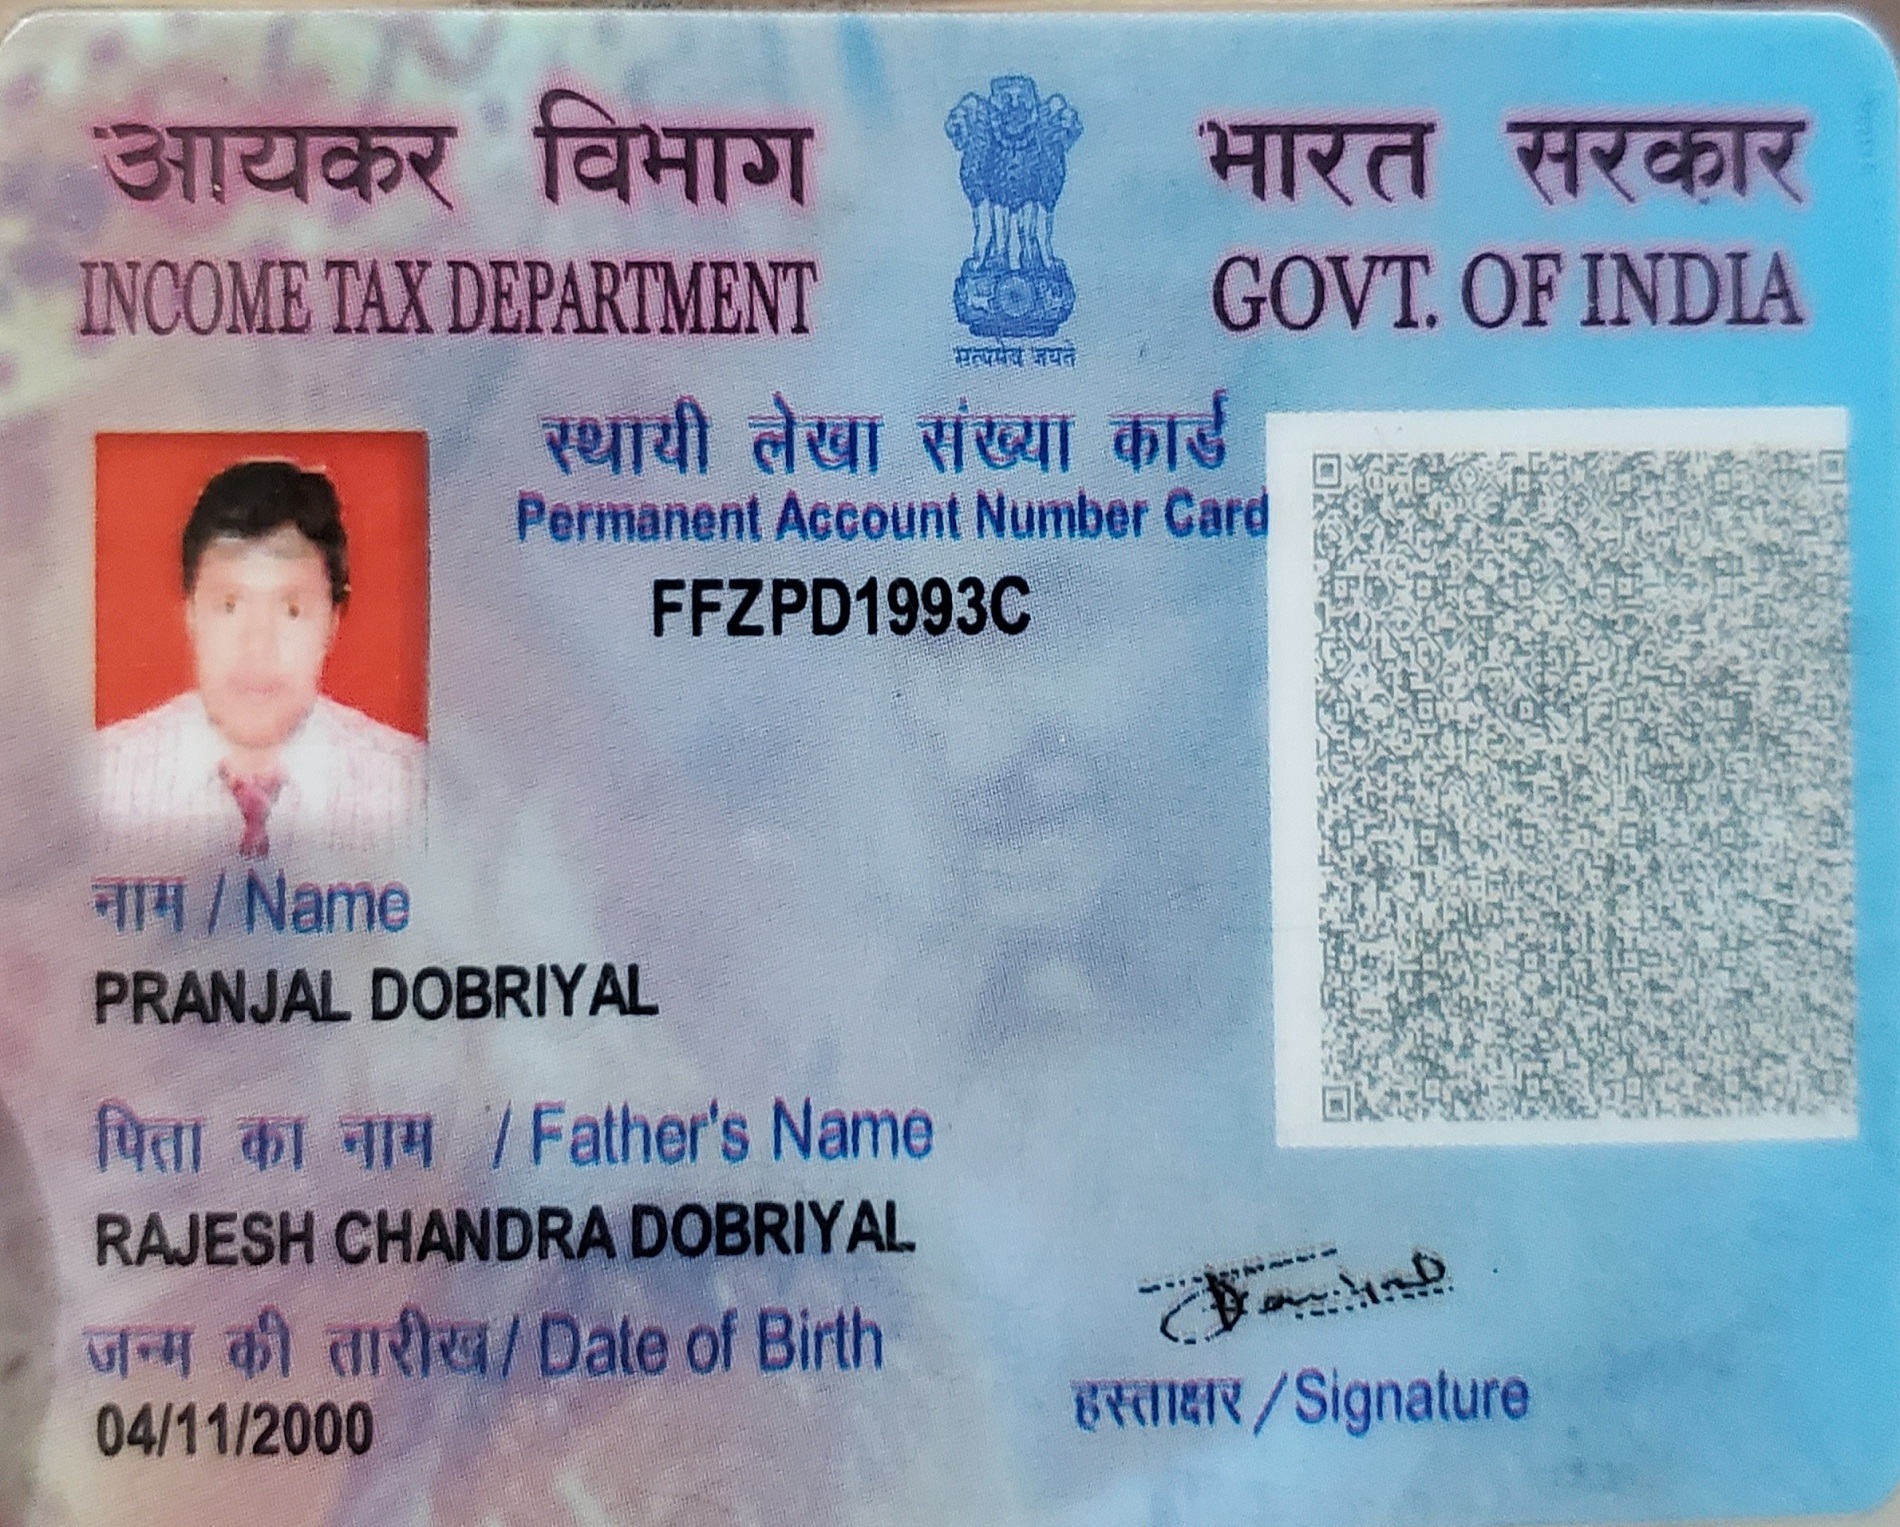 आयकर विभाग
INCOME TAX DEPARTMENT
सत्यमेव जयते
भारत सरकार
GOVT. OF INDIA
स्थायी लेखा संख्या कार्ड
Permanent Account Number Card
FFZPD1993C
नाम / Name
PRANJAL DOBRIYAL
पिता का नाम / Father's Name
RAJESH CHANDRA DOBRIYAL
जन्म की तारीख / Date of Birth
04/11/2000
हस्ताक्षर / Signature